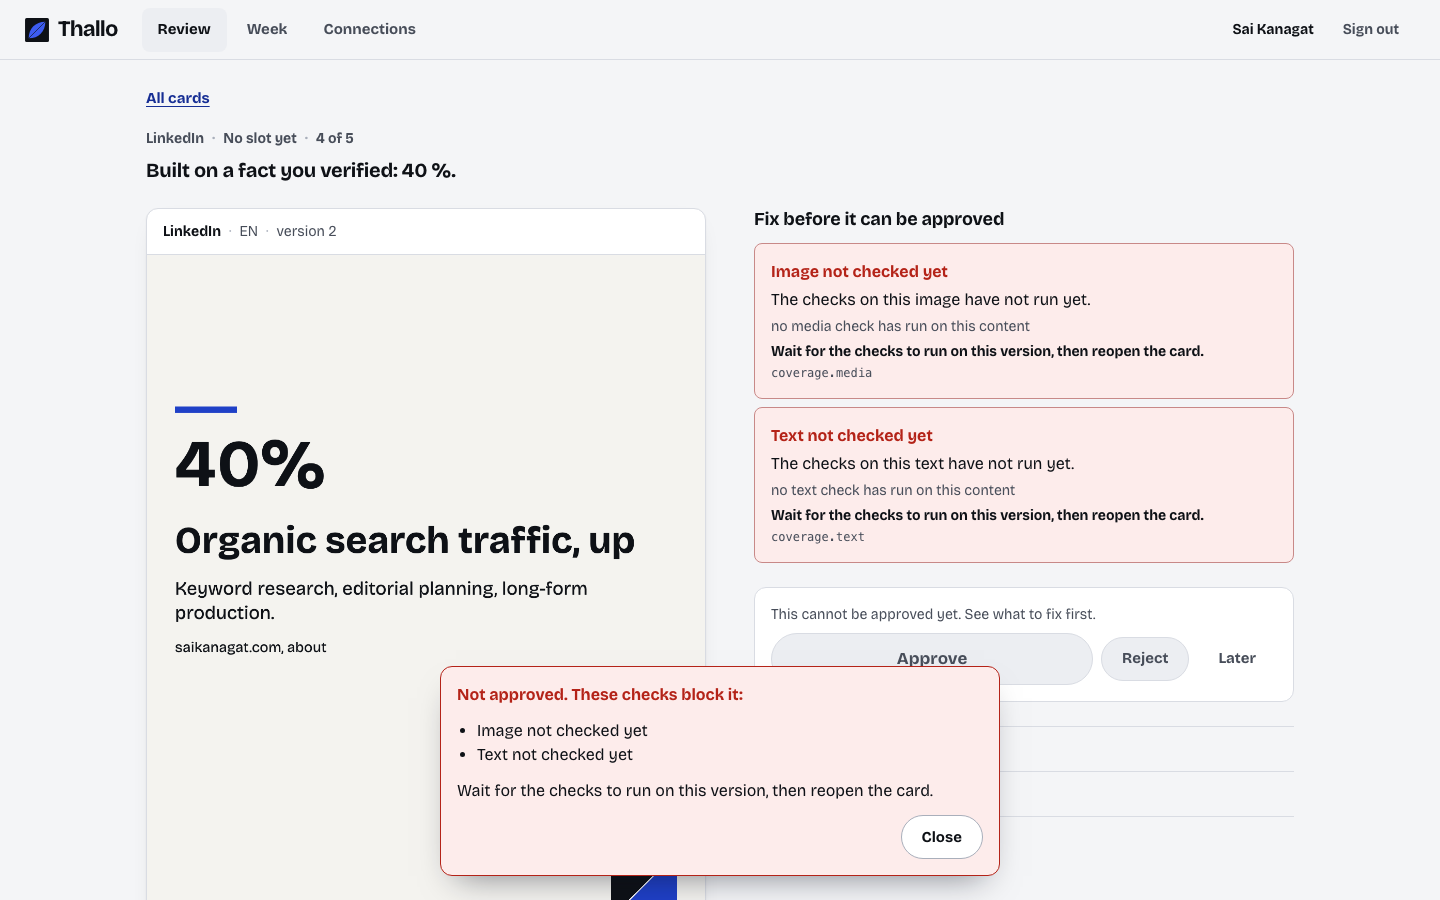 Thallo Review Week Connections Sai Kanagat Sign out
All cards
LinkedIn · No slot yet · 4 of 5
Built on a fact you verified: 40 %.
LinkedIn · EN · version 2
40%
Organic search traffic, up
Keyword research, editorial planning, long-form
production.
saikanagat.com, about
Fix before it can be approved
Image not checked yet
The checks on this image have not run yet.
no media check has run on this content
Wait for the checks to run on this version, then reopen the card.
coverage.media
Text not checked yet
The checks on this text have not run yet.
no text check has run on this content
Wait for the checks to run on this version, then reopen the card.
coverage.text
This cannot be approved yet. See what to fix first.
Approve Reject Later
Not approved. These checks block it:
• Image not checked yet
• Text not checked yet
Wait for the checks to run on this version, then reopen the card.
Close